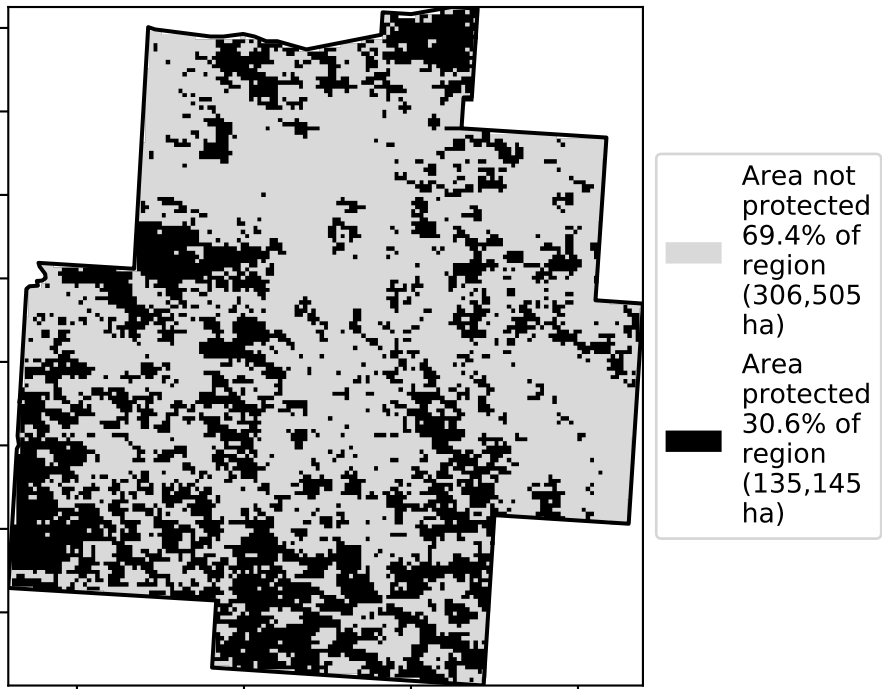 Area not
protected
69.4% of
region
(306,505
ha)
Area
protected
30.6% of
region
(135,145
ha)